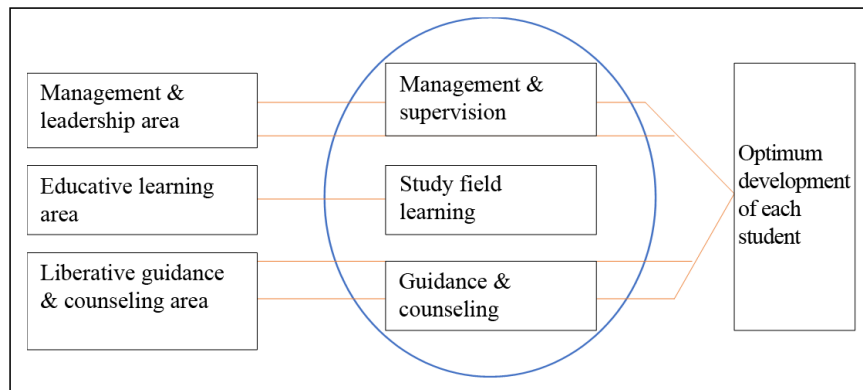 Management &
leadership area
Management &
supervision
Educative learning
area
Study field
learning
Liberative guidance
& counseling area
Guidance &
counseling
Optimum
development
of each
student